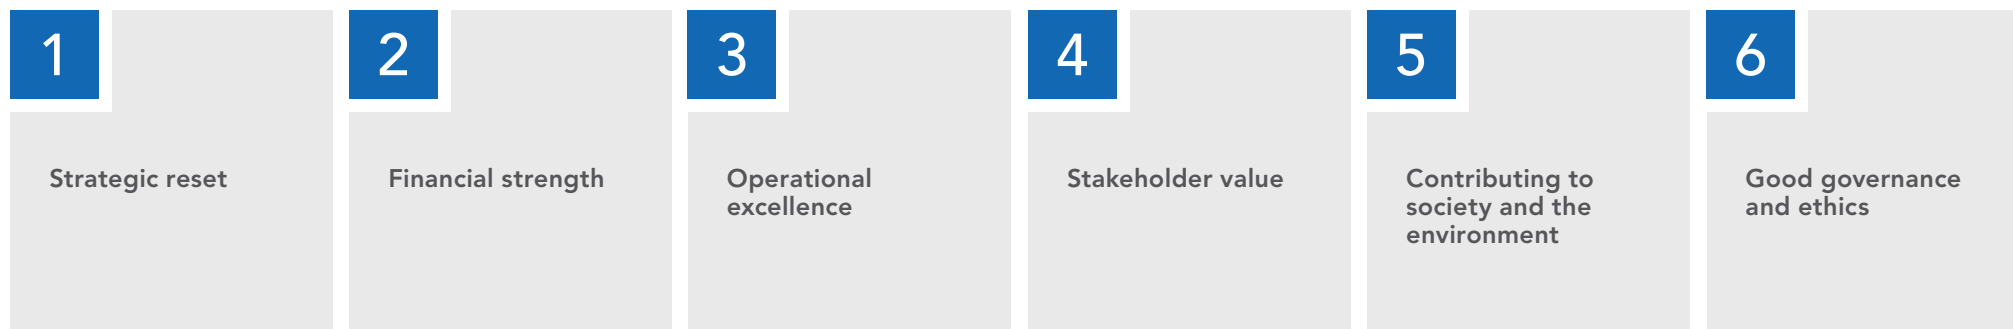 1
Strategic reset
2
Financial strength
3
Operational
excellence
4
Stakeholder value
5
Contributing to
society and the
environment
6
Good governance
and ethics